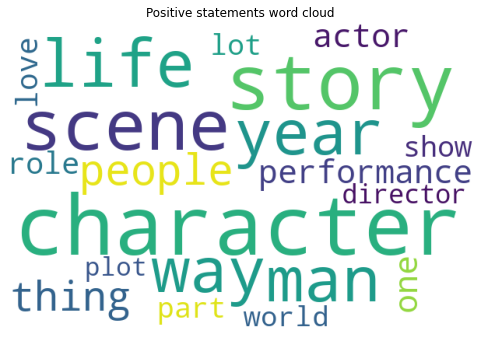 Positive statements word cloud
love
life
lot
actor
story
scene
year
show
role
people
performance
director
character
plot
way
man
one
thing
part
world